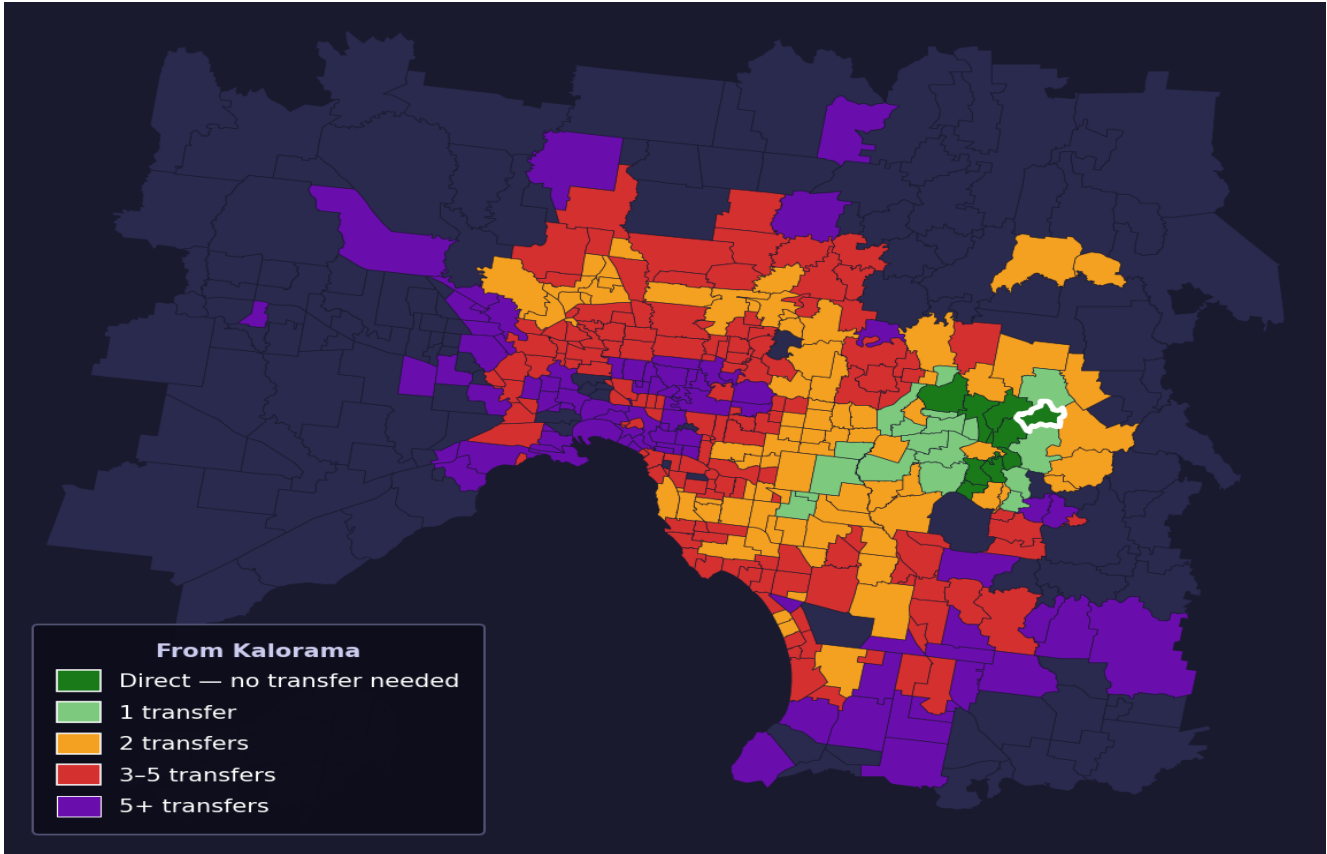 From Kalorama
Direct — no transfer needed
1 transfer
2 transfers
3–5 transfers
5+ transfers